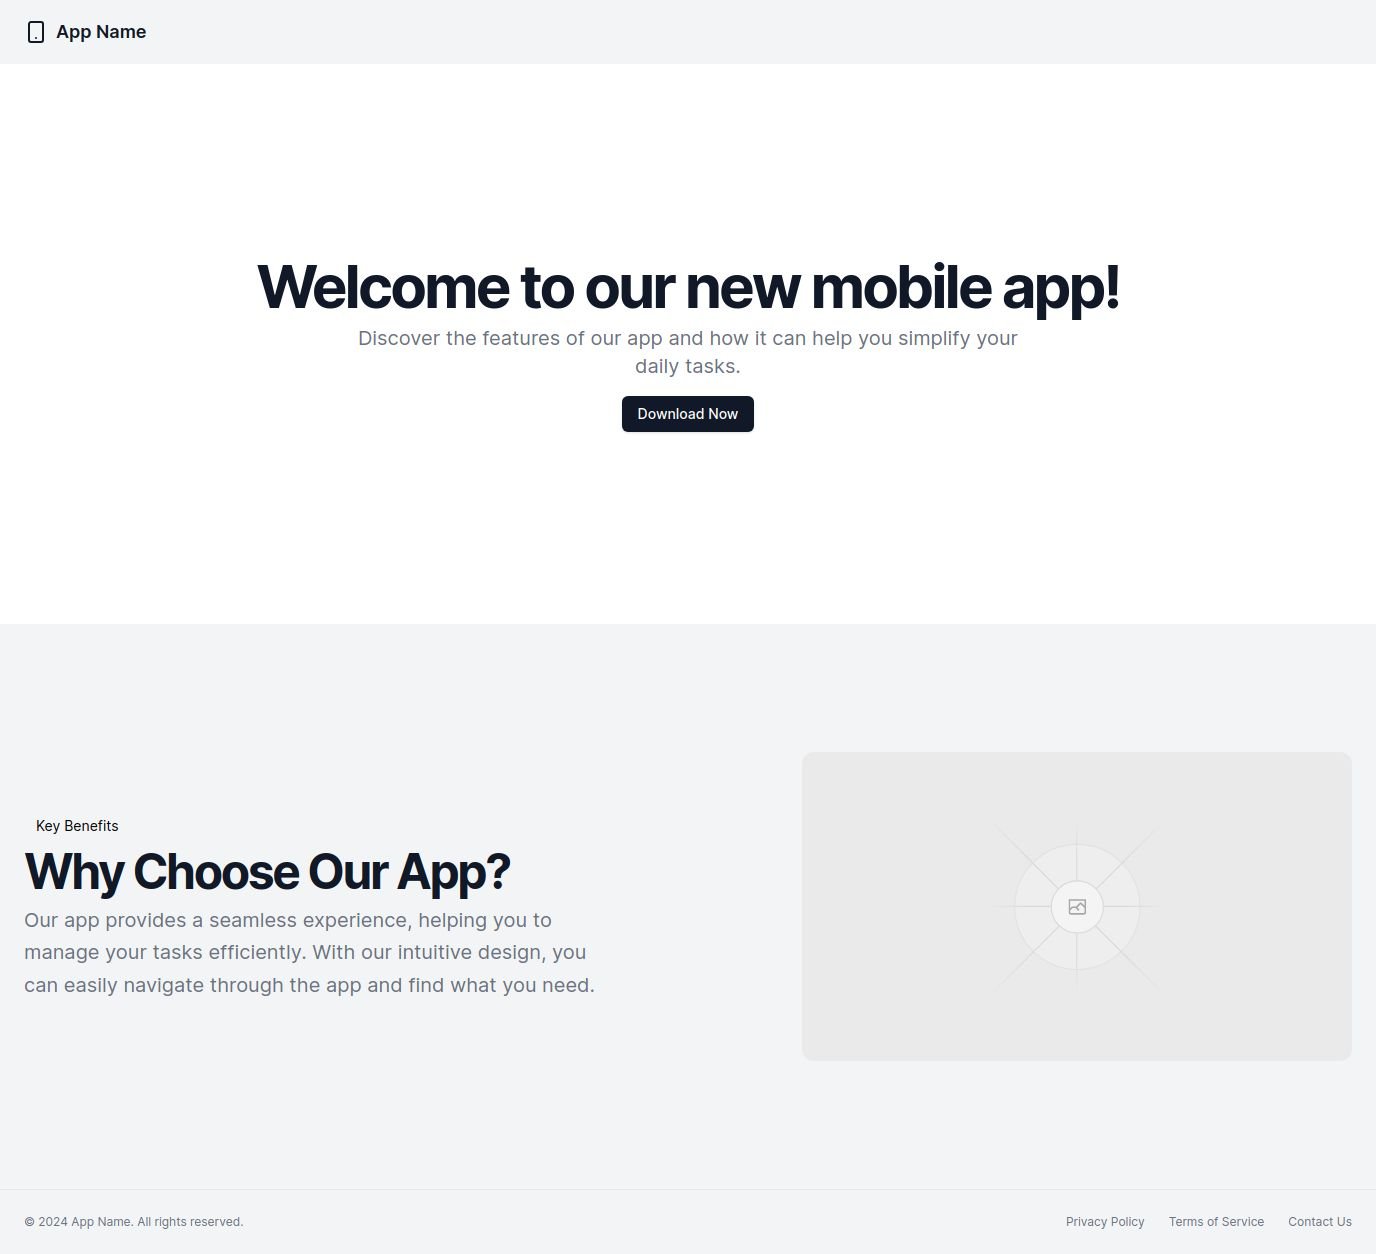 App Name
Welcome to our new mobile app!
Discover the features of our app and how it can help you simplify your
daily tasks.
Download Now
Key Benefits
Why Choose Our App?
Our app provides a seamless experience, helping you to
manage your tasks efficiently. With our intuitive design, you
can easily navigate through the app and find what you need.
© 2024 App Name. All rights reserved.
Privacy Policy
Terms of Service
Contact Us